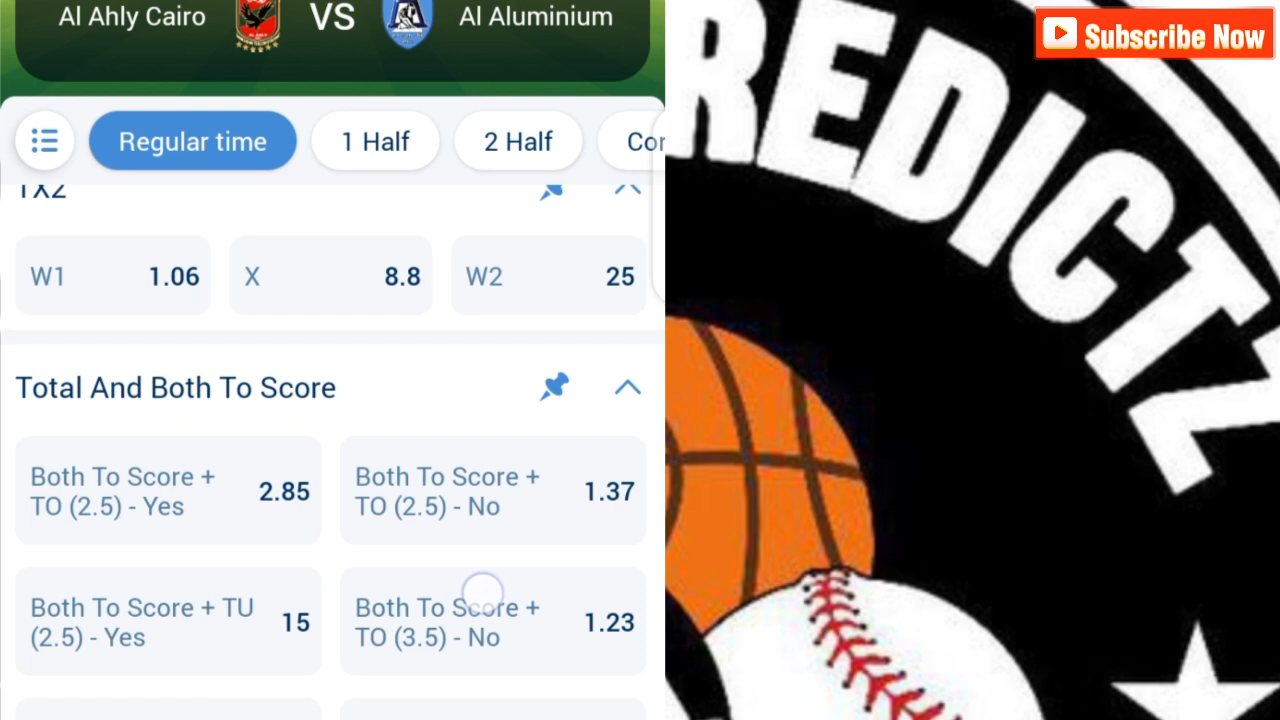 Al Ahly Cairo VS Al Aluminium
Subscribe Now
Regular time 1 Half 2 Half
1X2
W1 1.06 X 8.8 W2 25
Total And Both To Score
Both To Score +
TO (2.5) - Yes 2.85
Both To Score +
TO (2.5) - No 1.37
Both To Score + TU
(2.5) - Yes 15
Both To Score +
TO (3.5) - No 1.23
REDICTZ